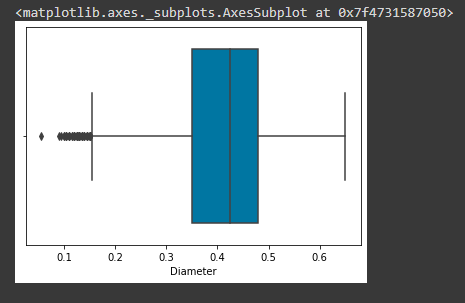 <matplotlib.axes._subplots.AxesSubplot at 0x7f4731587050>
0.1 0.2 0.3 0.4 0.5 0.6
Diameter